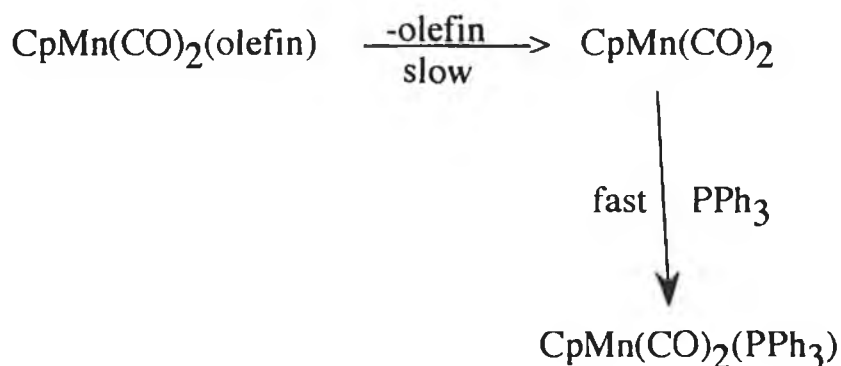 CpMn(CO)2(olefin) -olefin CpMn(CO)2
slow
fast PPh3
CpMn(CO)2(PPh3)